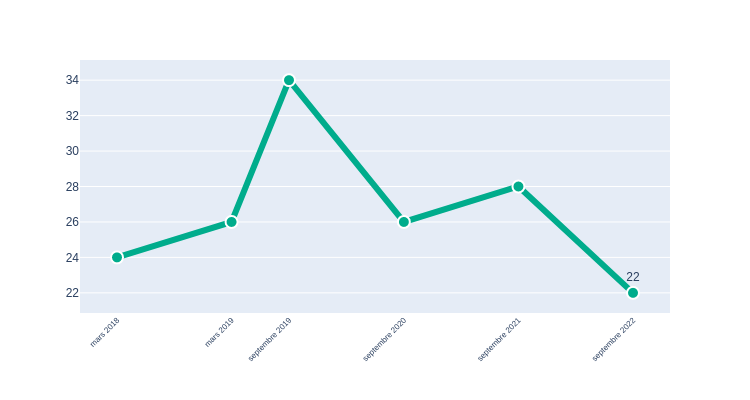 34
32
30
28
26
24
22
22
mars 2018
mars 2019
septembre 2019
septembre 2020
septembre 2021
septembre 2022